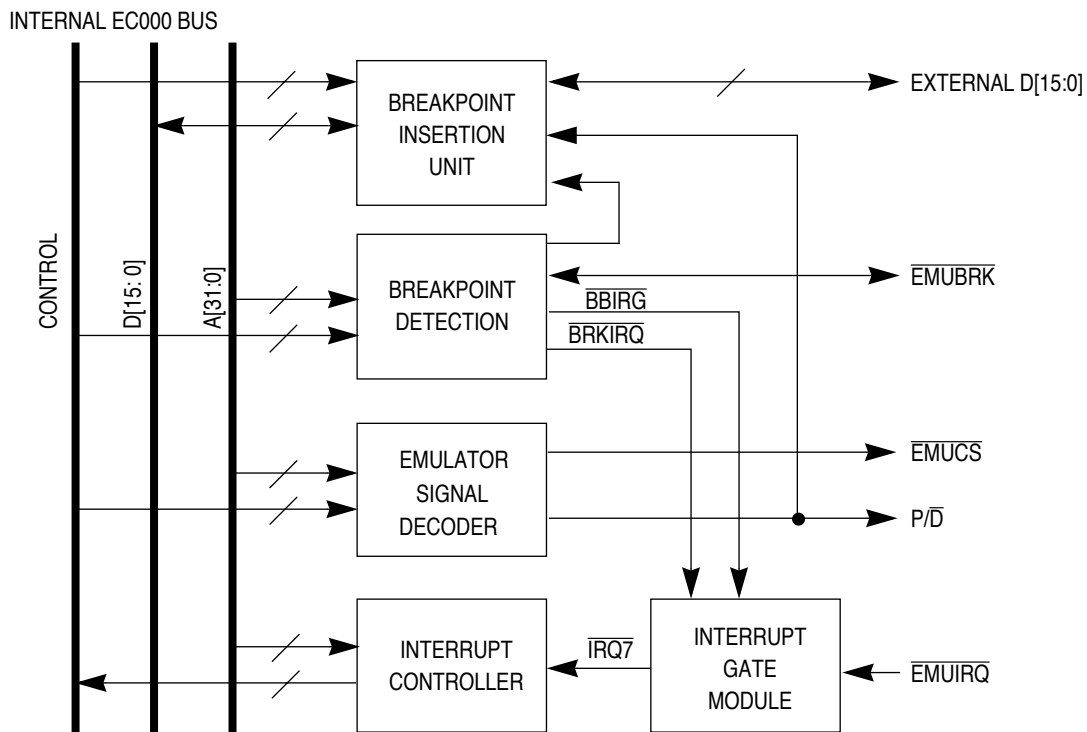 INTERNAL EC000 BUS
CONTROL
D[15: 0]
A[31:0]
BREAKPOINT
INSERTION
UNIT
EXTERNAL D[15:0]
BREAKPOINT
DETECTION
EMUBRK
BBIRG
BRKIRQ
EMULATOR
SIGNAL
DECODER
EMUCS
P/D
INTERRUPT
CONTROLLER
IRQ7
INTERRUPT
GATE
MODULE
EMUIRQ